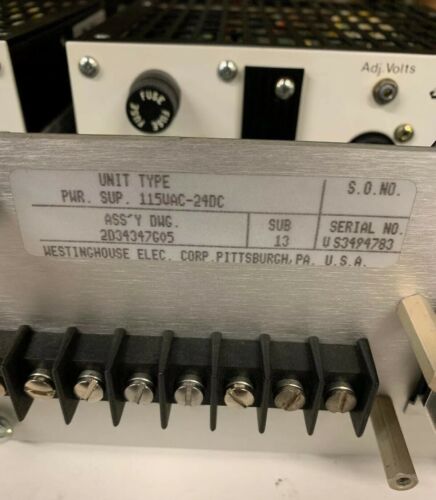 Adj. Volts
FUSE
FUSE
UNIT TYPE
PWR. SUP. 115VAC-24DC
S.O.NO.
ASS'Y DWG.
2D34347G05
SUB
13
SERIAL NO.
US3494783
WESTINGHOUSE ELEC. CORP.PITTSBURGH,PA. U.S.A.